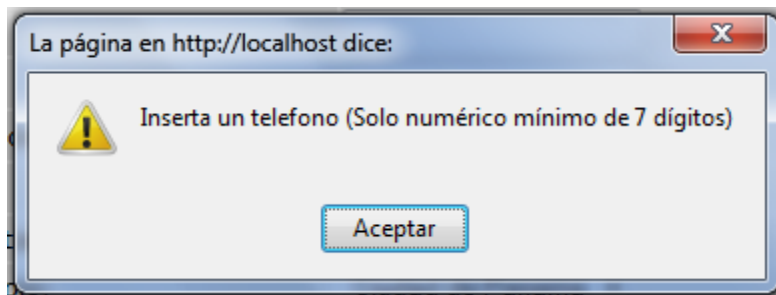 La página en http://localhost dice:
Inserta un telefono (Solo numérico mínimo de 7 dígitos)
Aceptar